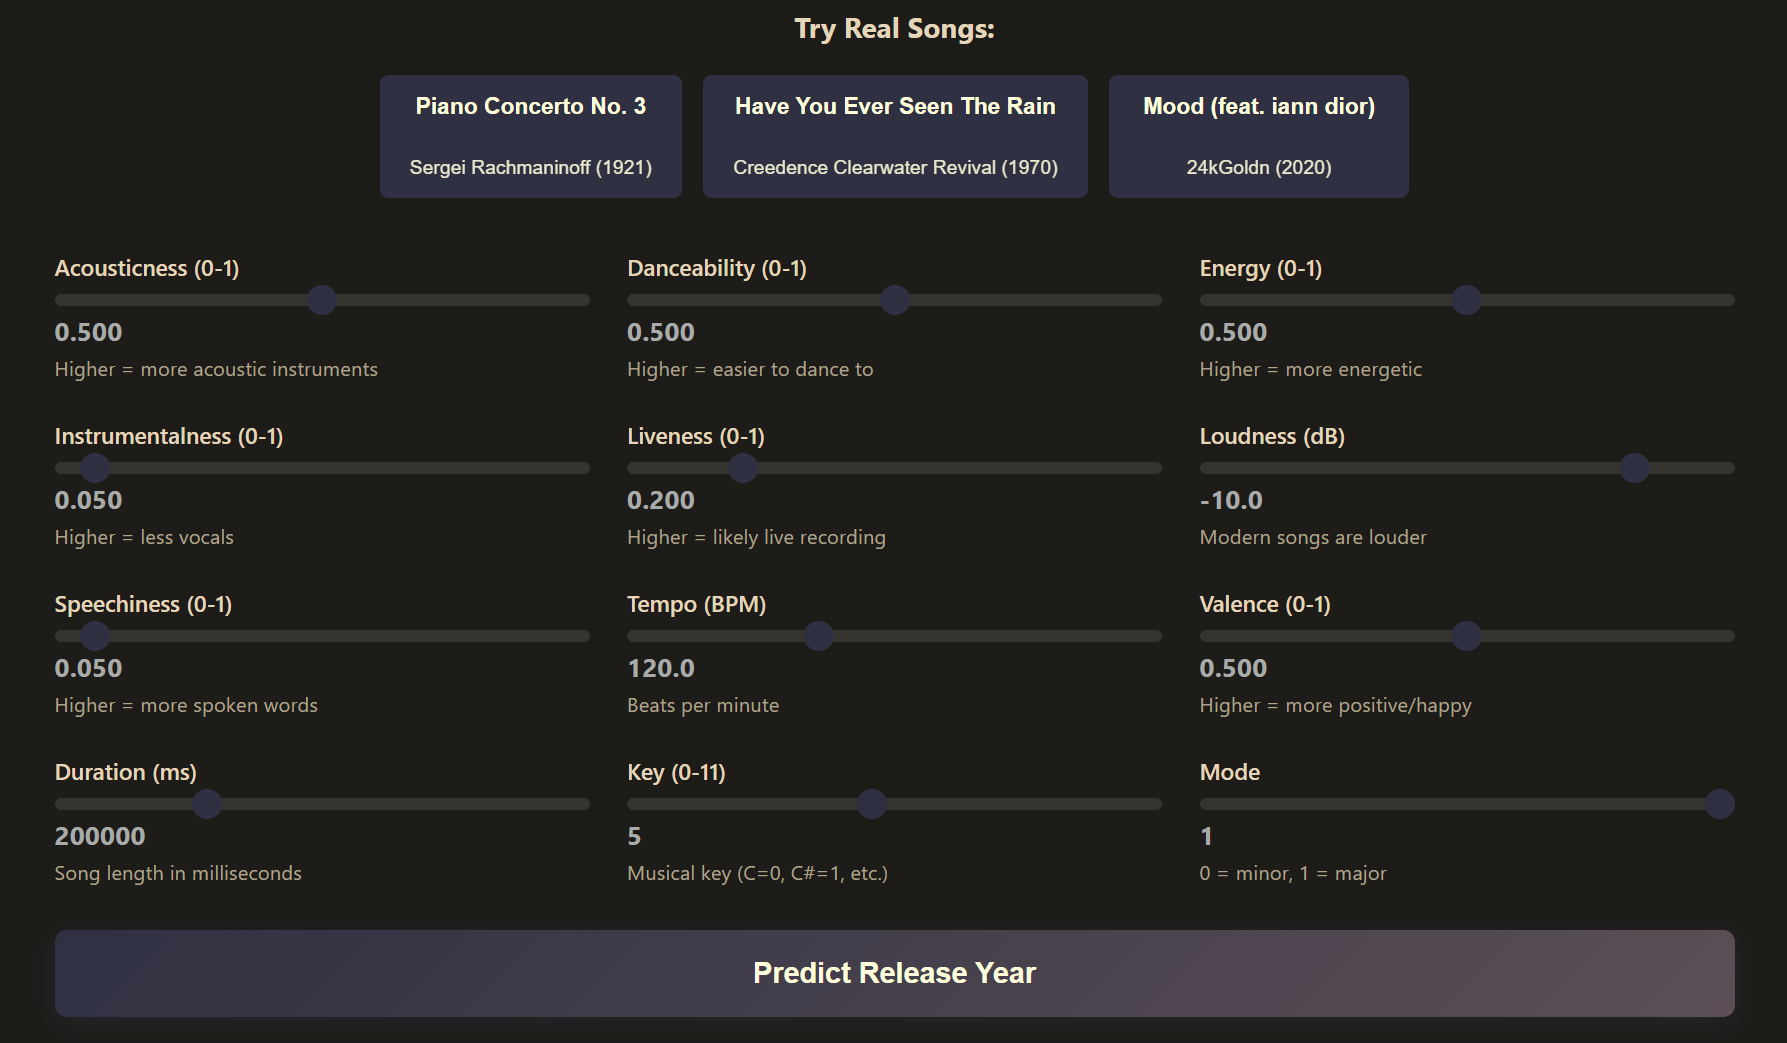 Try Real Songs:
Piano Concerto No. 3
Sergei Rachmaninoff (1921)
Have You Ever Seen The Rain
Creedence Clearwater Revival (1970)
Mood (feat. iann dior)
24kGoldn (2020)
Acousticness (0-1)
0.500
Higher = more acoustic instruments
Danceability (0-1)
0.500
Higher = easier to dance to
Energy (0-1)
0.500
Higher = more energetic
Instrumentalness (0-1)
0.050
Higher = less vocals
Liveness (0-1)
0.200
Higher = likely live recording
Loudness (dB)
-10.0
Modern songs are louder
Speechiness (0-1)
0.050
Higher = more spoken words
Tempo (BPM)
120.0
Beats per minute
Valence (0-1)
0.500
Higher = more positive/happy
Duration (ms)
200000
Song length in milliseconds
Key (0-11)
5
Musical key (C=0, C#=1, etc.)
Mode
1
0 = minor, 1 = major
Predict Release Year